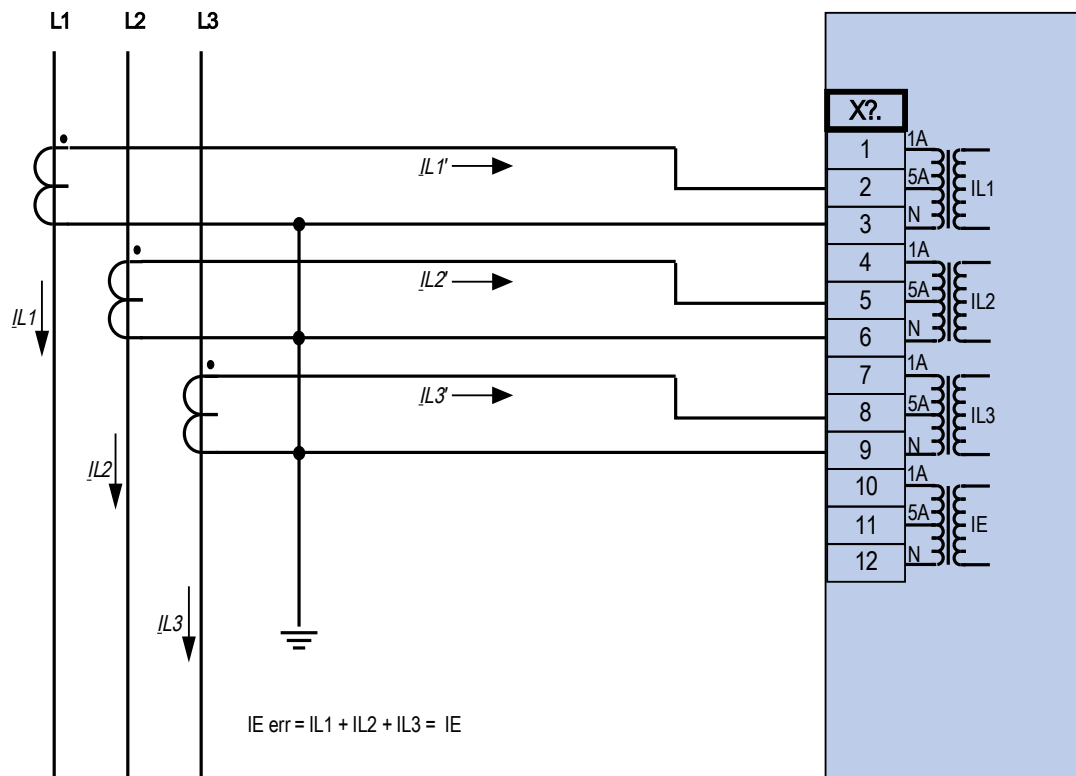 L1 L2 L3
X?.
1 1A
IL1'
2 5A IL1
3 N
4 1A
IL2'
5 5A IL2
IL1
6 N
7 1A
IL3'
8 5A IL3
9 N
IL2
10 1A
11 5A IE
12 N
IL3
IE err = IL1 + IL2 + IL3 = IE